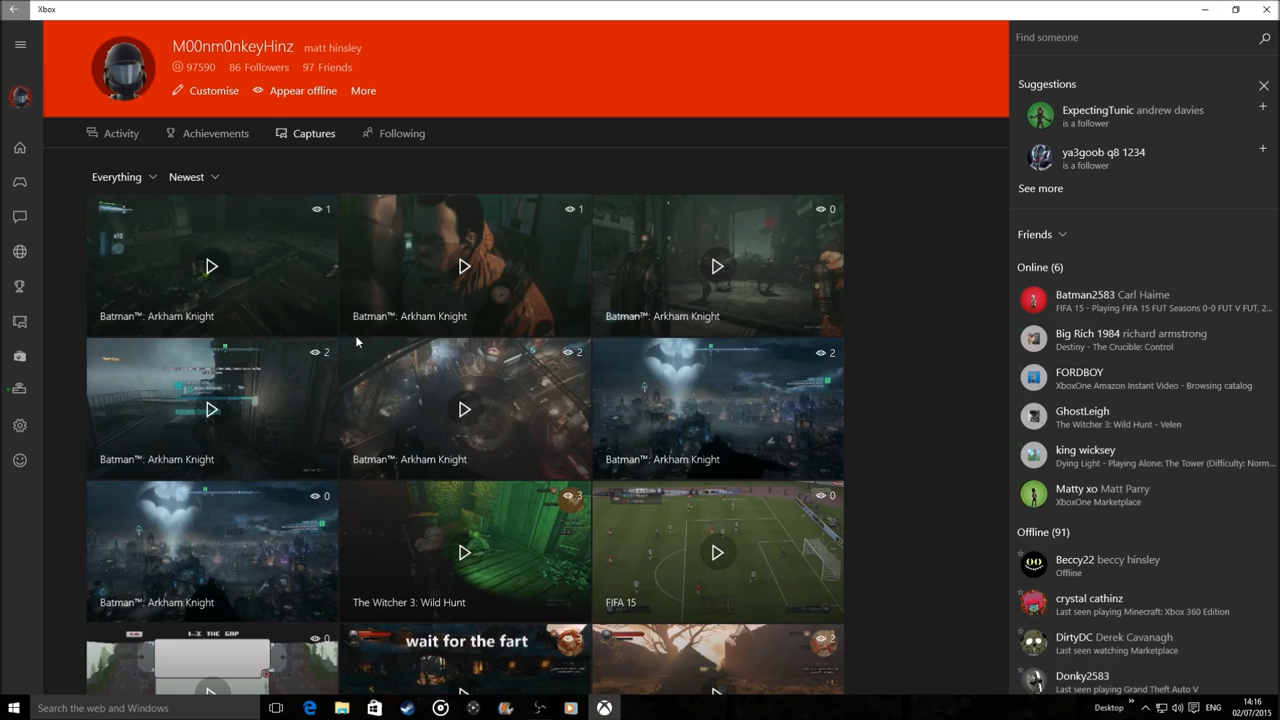 Xbox
M00nm0nkeyHinz matt hinsley
97590 86 Followers 97 Friends
Customise Appear offline More
Activity Achievements Captures Following
Everything Newest
1
Batman™: Arkham Knight
1
Batman™: Arkham Knight
0
Batman™: Arkham Knight
2
Batman™: Arkham Knight
2
Batman™: Arkham Knight
2
Batman™: Arkham Knight
0
Batman™: Arkham Knight
3
The Witcher 3: Wild Hunt
0
FIFA 15
1-1 THE GAP
0
wait for the fart
3
3
Find someone
Suggestions
ExpectingTunic andrew davies
is a follower
ya3goob q8 1234
is a follower
See more
Friends
Online (6)
Batman2583 Carl Haime
FIFA 15 - Playing FIFA 15 FUT Seasons 0-0 FUT V FUT, 2...
Big Rich 1984 richard armstrong
Destiny - The Crucible: Control
FORDBOY
XboxOne Amazon Instant Video - Browsing catalog
GhostLeigh
The Witcher 3: Wild Hunt - Velen
king wicksey
Dying Light - Playing Alone: The Tower (Difficulty: Norm...
Matty xo Matt Parry
XboxOne Marketplace
Offline (91)
Beccy22 beccy hinsley
Offline
crystal cathinz
Last seen playing Minecraft: Xbox 360 Edition
DirtyDC Derek Cavanagh
Last seen watching Marketplace
Donky2583
Last seen playing Grand Theft Auto V
Search the web and Windows
Desktop
ENG
14:16
02/07/2015